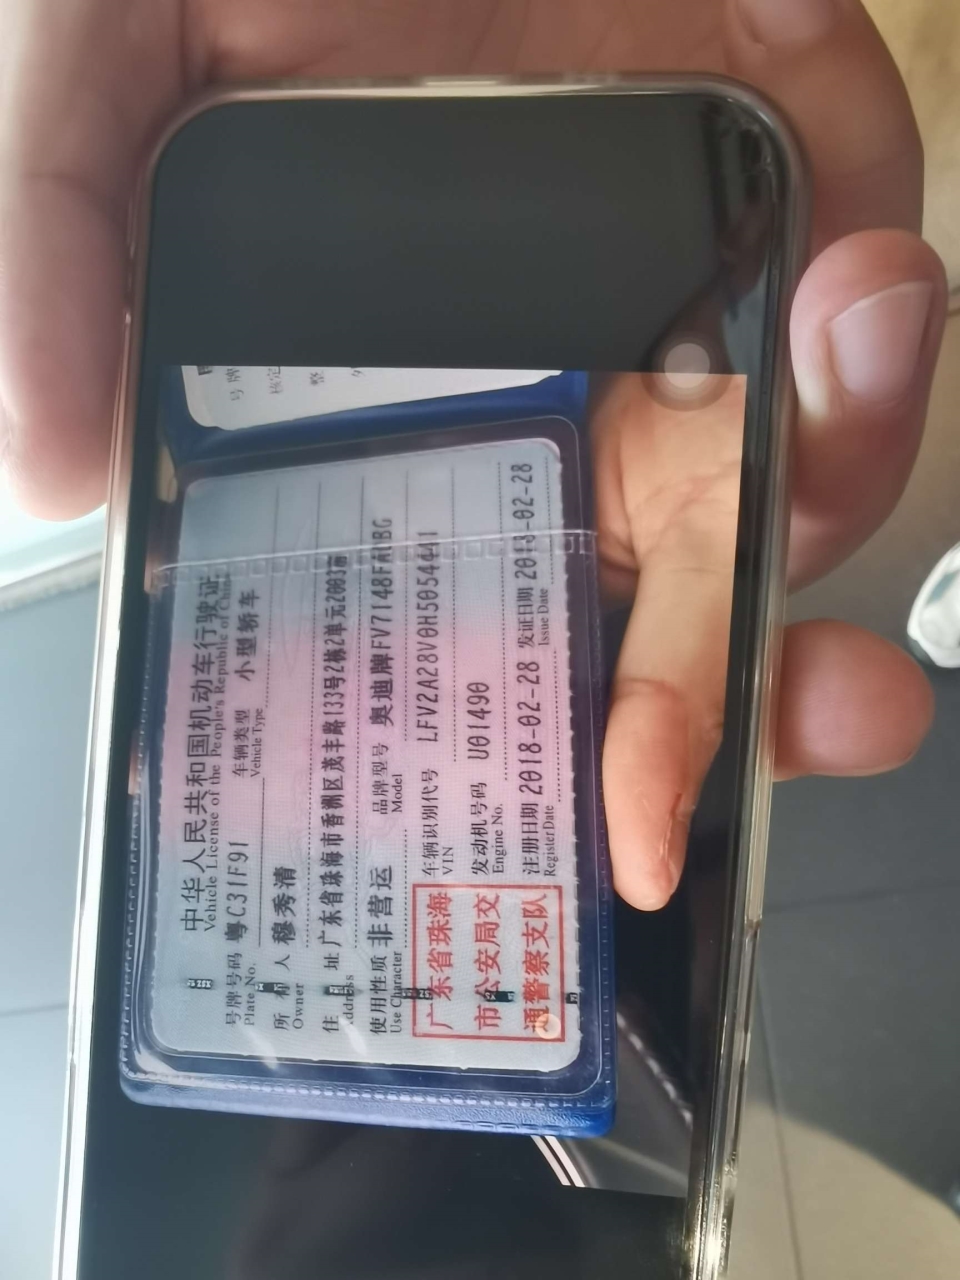 中华人民共和国机动车行驶证
Vehicle License of the People's Republic of China
号牌号码 粤C31F91 车辆类型 小型轿车
Plate No. Vehicle Type
所有人 穆秀清
Owner
住址 广东省珠海市香洲区茂丰路133号2栋2单元2003房
Address
使用性质 非营运 品牌型号 奥迪牌FV7148FADBG
Use Character Model
车辆识别代号 LFV2A28V0H5054441
VIN
发动机号码 U01490
Engine No.
注册日期 2018-02-28 发证日期 2018-02-28
Register Date Issue Date
广东省珠海
市公安局交
通警察支队
号牌
核定
整